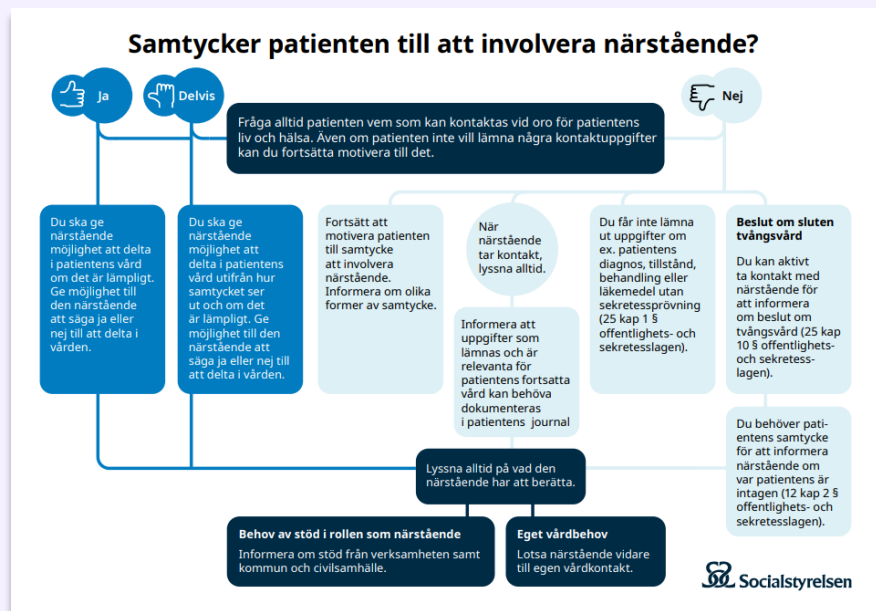 Samtycker patienten till att involvera närstående?
Ja
Delvis
Nej
Fråga alltid patienten vem som kan kontaktas vid oro för patientens
liv och hälsa. Även om patienten inte vill lämna några kontaktuppgifter
kan du fortsätta motivera till det.
Du ska ge
närstående
möjlighet att delta
i patientens vård
om det är lämpligt.
Ge möjlighet till
den närstående
att säga ja eller
nej till att delta i
vården.
Du ska ge
närstående
möjlighet att
delta i patientens
vård utifrån hur
samtycket ser
ut och om det
är lämpligt. Ge
möjlighet till den
närstående att
säga ja eller nej till
att delta i vården.
Fortsätt att
motivera patienten
till samtycke
att involvera
närstående.
Informera om olika
former av samtycke.
När
närstående
tar kontakt,
lyssna alltid.
Informera att
uppgifter som
lämnas och är
relevanta för
patientens fortsatta
vård kan behöva
dokumenteras
i patientens journal
Du får inte lämna
ut uppgifter om
ex. patientens
diagnos, tillstånd,
behandling eller
läkemedel utan
sekretessprövning
(25 kap 1 §
offentlighets- och
sekretesslagen).
Beslut om sluten
tvångsvård
Du kan aktivt
ta kontakt med
närstående för
att informera
om beslut om
tvångsvård (25 kap
10 § offentlighets-
och sekretess-
lagen).
Du behöver pati-
entens samtycke
för att informera
närstående om
var patientens är
intagen (12 kap 2 §
offentlighets- och
sekretesslagen).
Lyssna alltid på vad den
närstående har att berätta.
Behov av stöd i rollen som närstående
Informera om stöd från verksamheten samt
kommun och civilsamhälle.
Eget vårdbehov
Lotsa närstående vidare
till egen vårdkontakt.
Socialstyrelsen